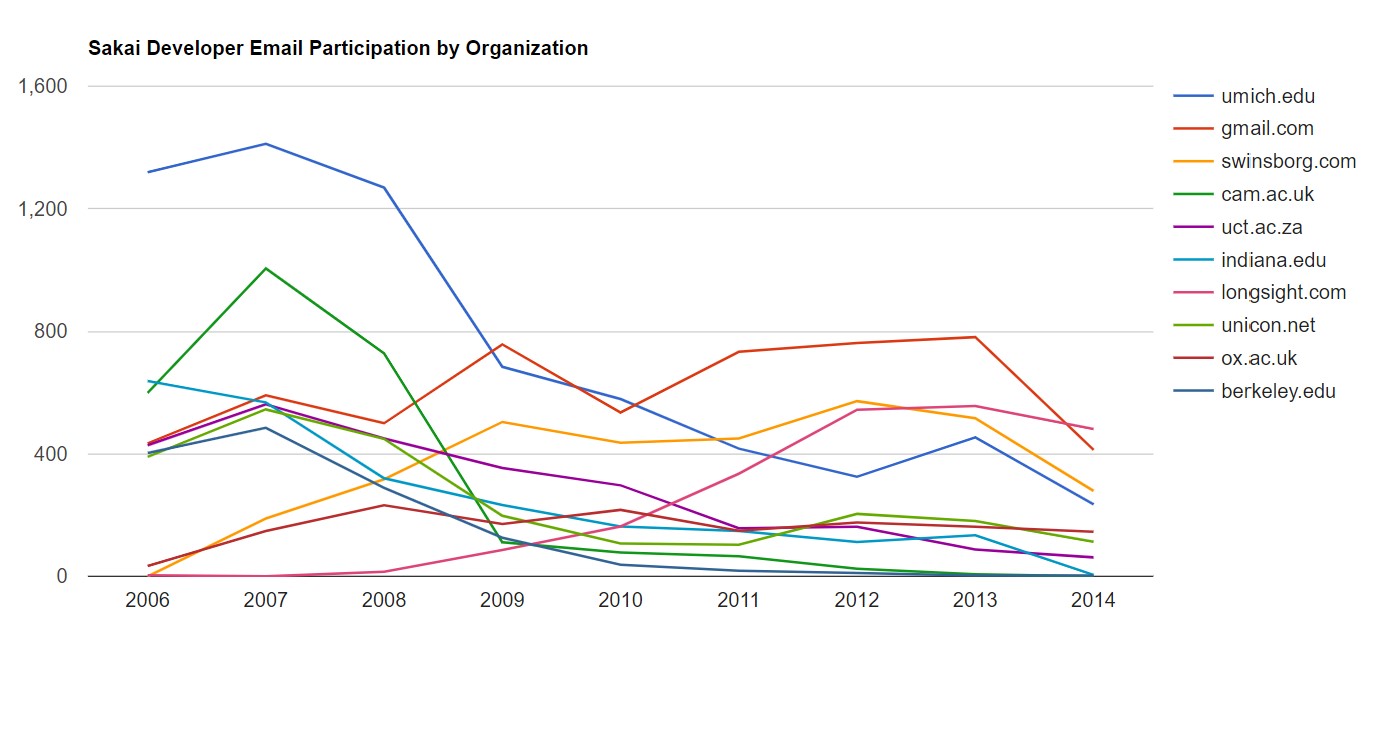 Sakai Developer Email Participation by Organization
1,600
1,200
800
400
0
2006 2007 2008 2009 2010 2011 2012 2013 2014
umich.edu
gmail.com
swinsborg.com
cam.ac.uk
uct.ac.za
indiana.edu
longsight.com
unicon.net
ox.ac.uk
berkeley.edu